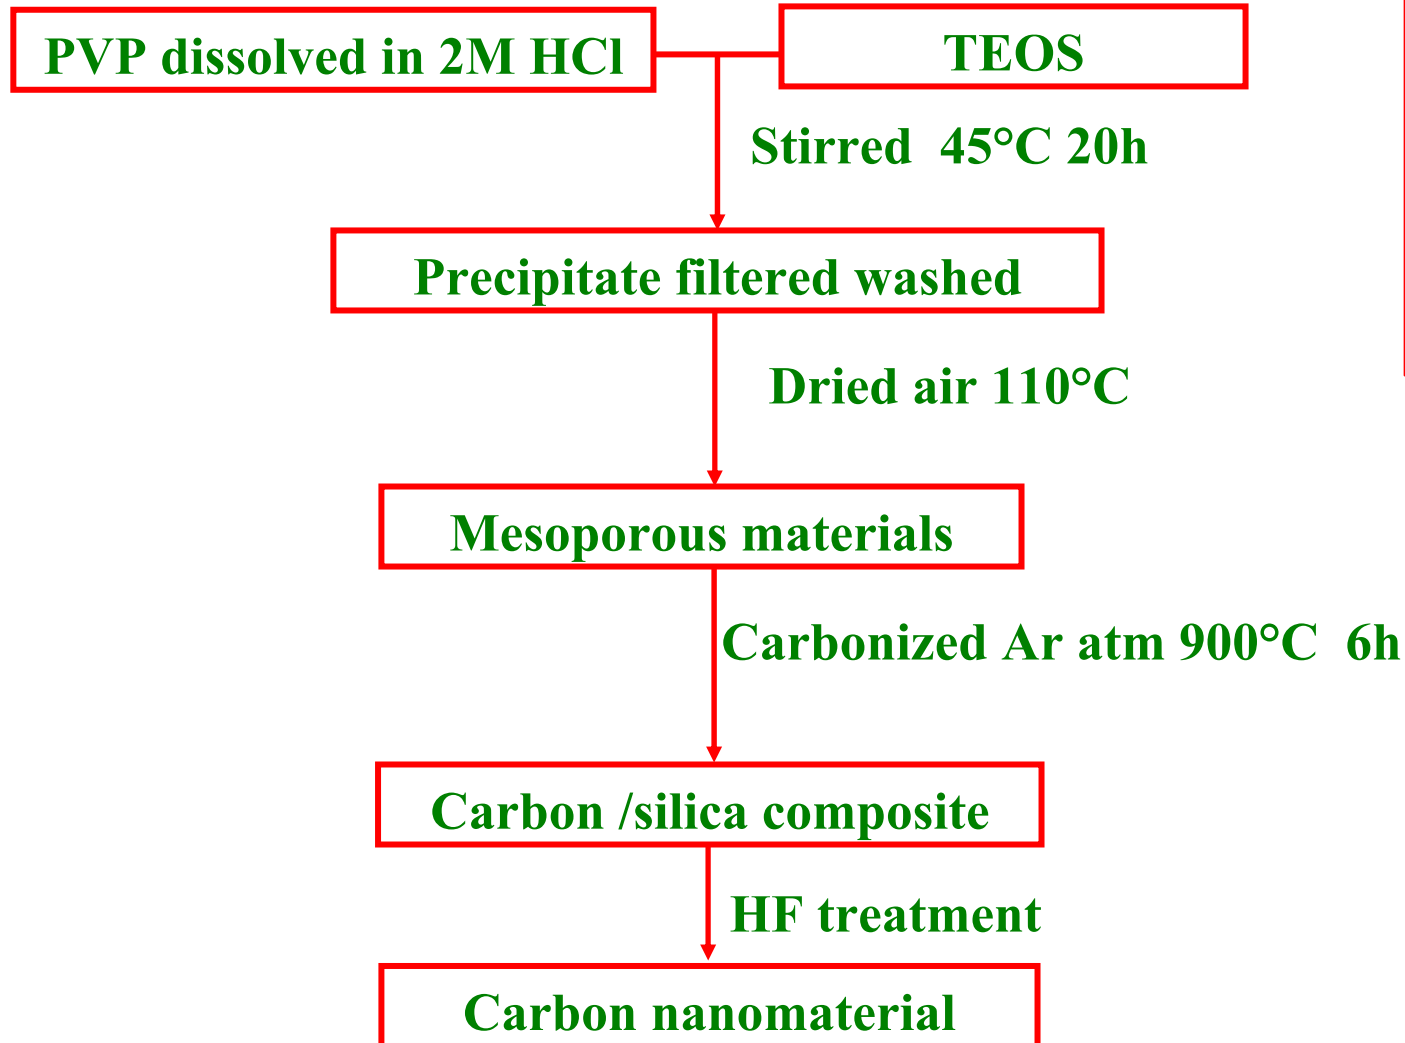 PVP dissolved in 2M HCl
TEOS
Stirred 45°C 20h
Precipitate filtered washed
Dried air 110°C
Mesoporous materials
Carbonized Ar atm 900°C 6h
Carbon /silica composite
HF treatment
Carbon nanomaterial